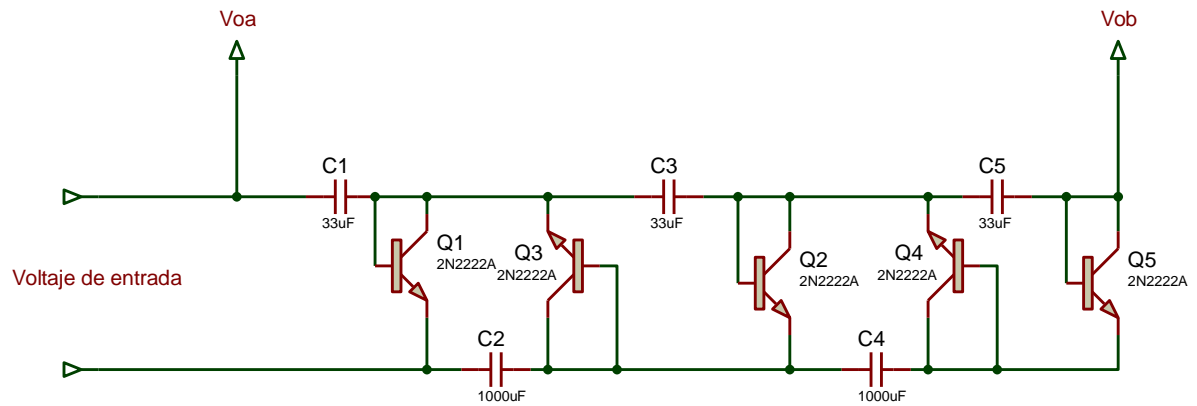 Voa
Vob
C1
33uF
C3
33uF
C5
33uF
Voltaje de entrada
Q1
2N2222A
Q3
2N2222A
Q2
2N2222A
Q4
2N2222A
Q5
2N2222A
C2
1000uF
C4
1000uF